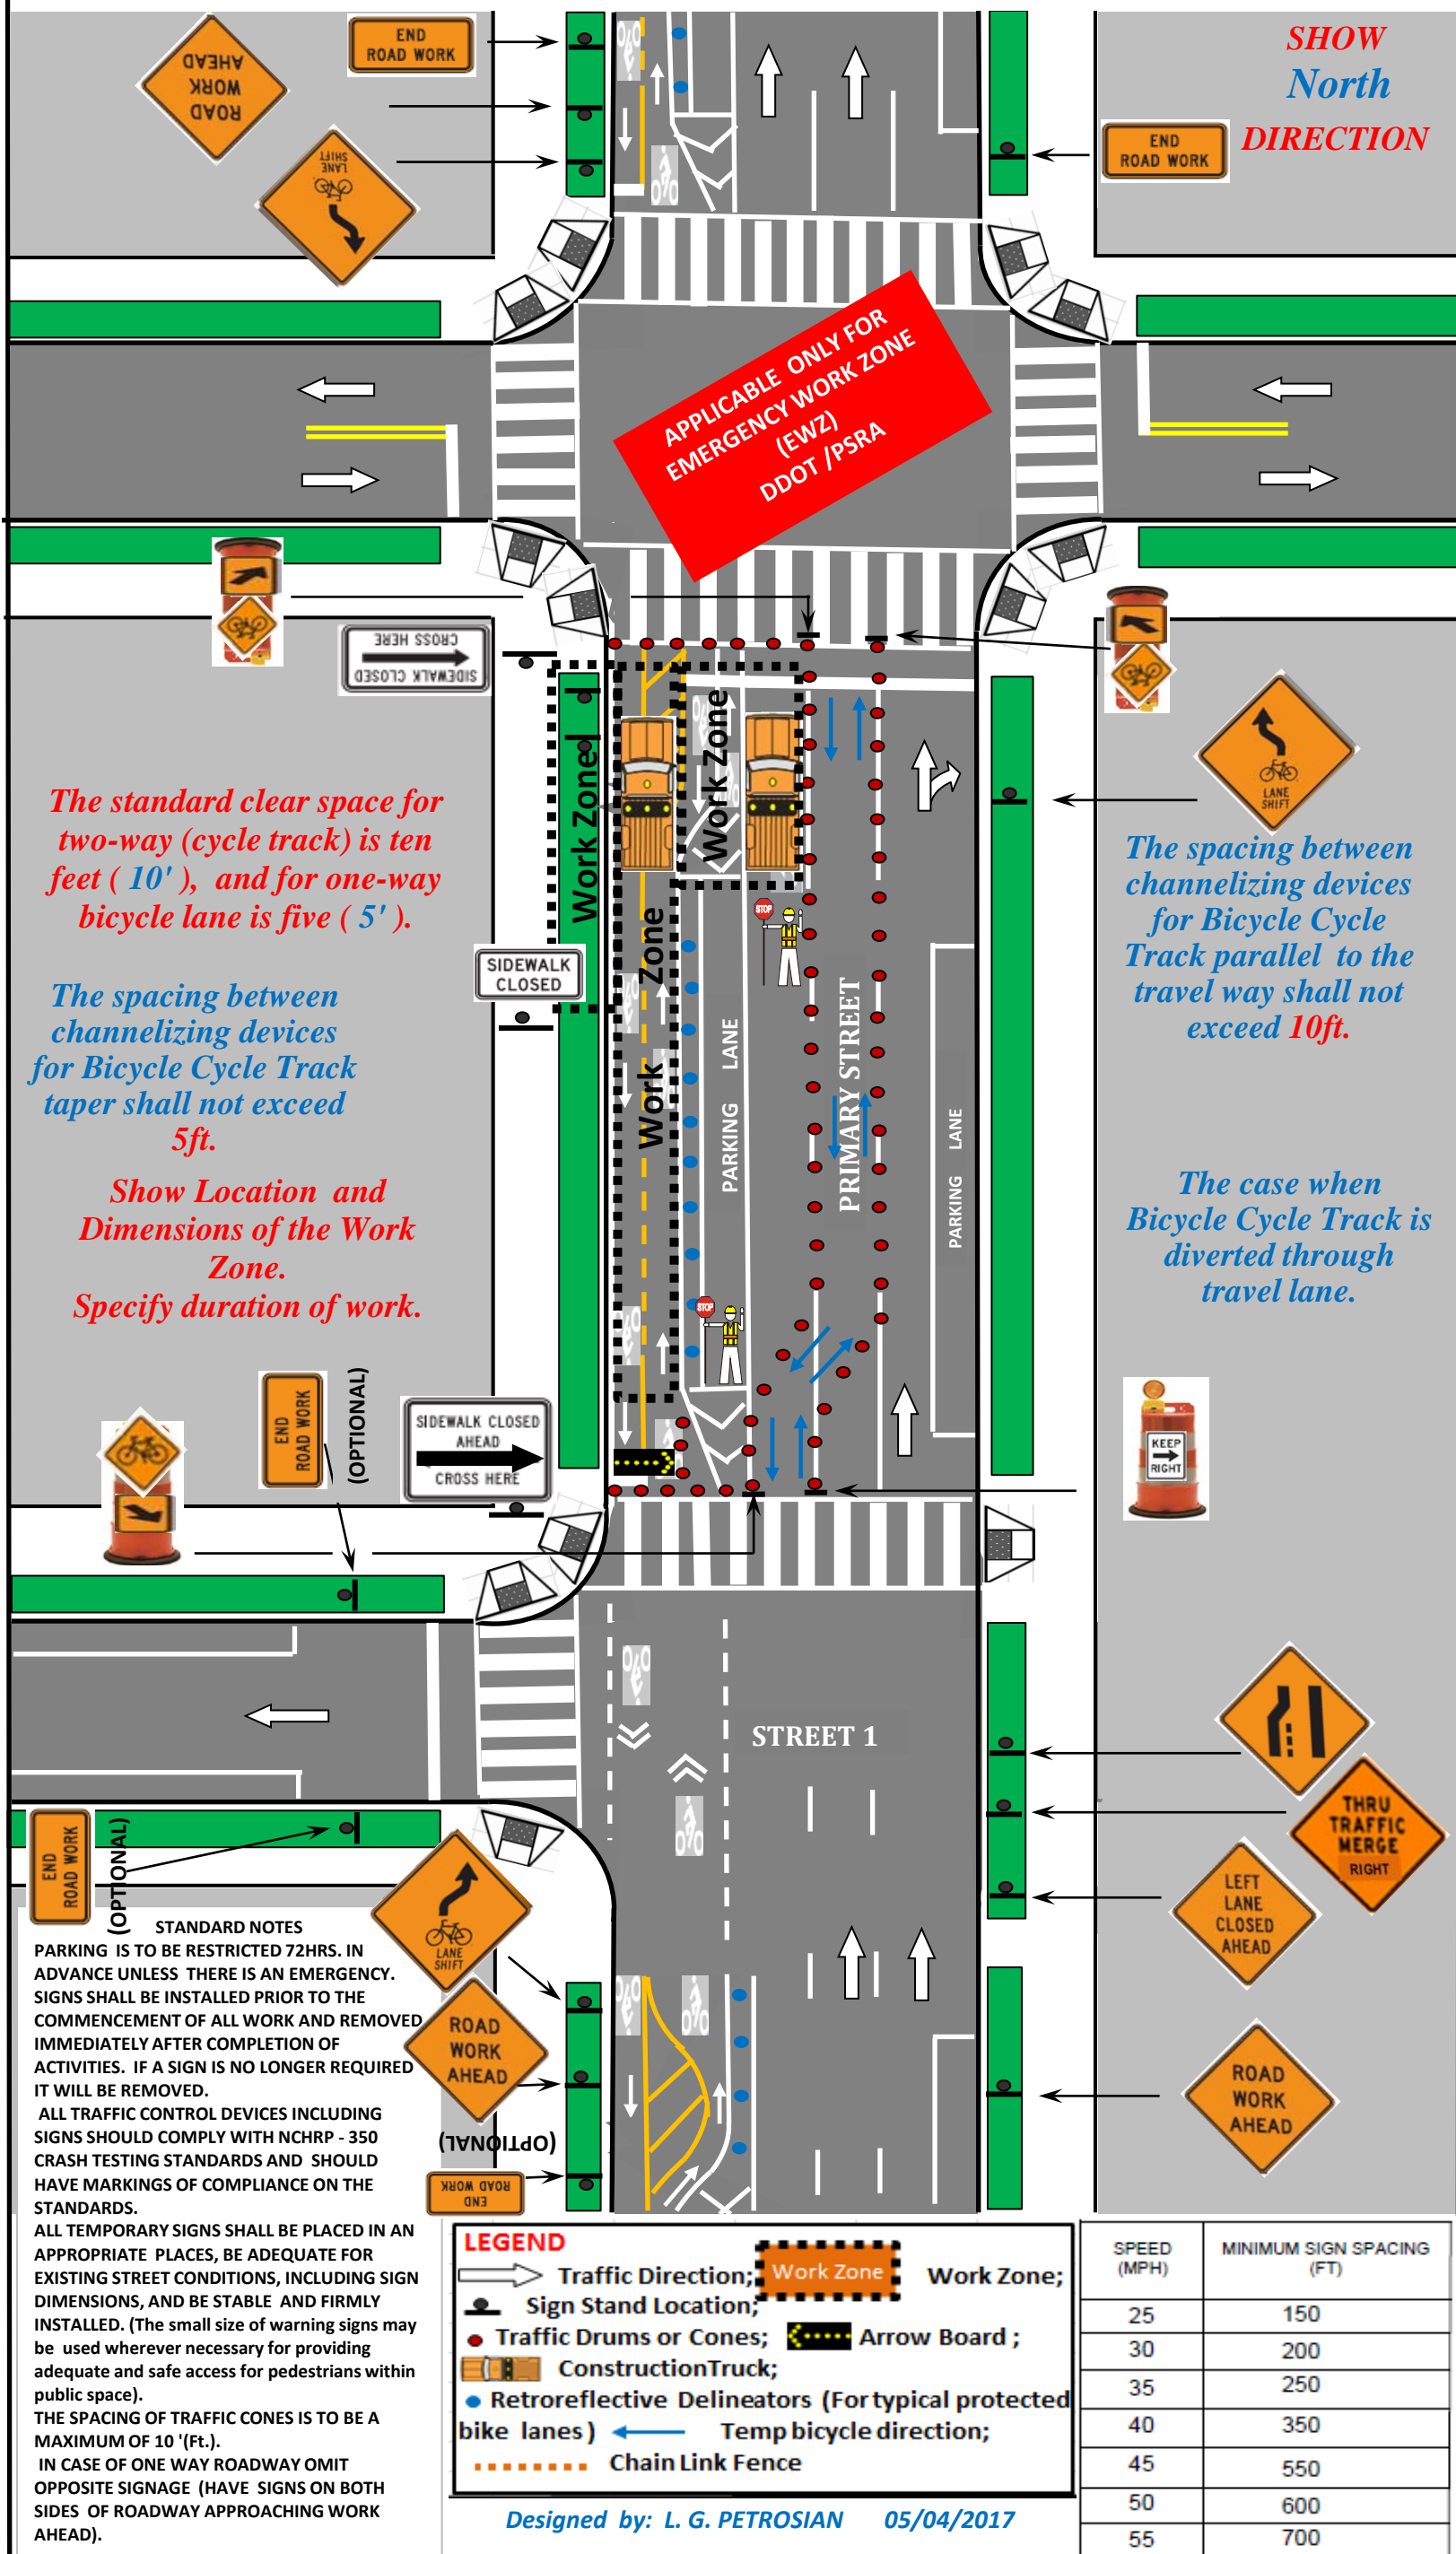 ROAD
WORK
AHEAD
END
ROAD WORK
LANE
SHIFT
SHOW
North
DIRECTION
END
ROAD WORK
APPLICABLE ONLY FOR
EMERGENCY WORK ZONE
(EWZ)
DDOT /PSRA
SIDEWALK CLOSED
CROSS HERE
LANE
SHIFT
The standard clear space for
two-way (cycle track) is ten
feet ( 10' ), and for one-way
bicycle lane is five ( 5' ).
The spacing between
channelizing devices
for Bicycle Cycle Track
taper shall not exceed
5ft.
Show Location and
Dimensions of the Work
Zone.
Specify duration of work.
Work Zone
Work Zone
Work Zone
SIDEWALK
CLOSED
STOP
STOP
PARKING LANE
PRIMARY STREET
PARKING LANE
The spacing between
channelizing devices
for Bicycle Cycle
Track parallel to the
travel way shall not
exceed 10ft.
The case when
Bicycle Cycle Track is
diverted through
travel lane.
END
ROAD WORK
(OPTIONAL)
SIDEWALK CLOSED
AHEAD
CROSS HERE
KEEP
RIGHT
STREET 1
THRU
TRAFFIC
MERGE
RIGHT
LEFT
LANE
CLOSED
AHEAD
ROAD
WORK
AHEAD
END
ROAD WORK
(OPTIONAL)
LANE
SHIFT
ROAD
WORK
AHEAD
(OPTIONAL)
END
ROAD WORK
STANDARD NOTES
PARKING IS TO BE RESTRICTED 72HRS. IN
ADVANCE UNLESS THERE IS AN EMERGENCY.
SIGNS SHALL BE INSTALLED PRIOR TO THE
COMMENCEMENT OF ALL WORK AND REMOVED
IMMEDIATELY AFTER COMPLETION OF
ACTIVITIES. IF A SIGN IS NO LONGER REQUIRED
IT WILL BE REMOVED.
ALL TRAFFIC CONTROL DEVICES INCLUDING
SIGNS SHOULD COMPLY WITH NCHRP - 350
CRASH TESTING STANDARDS AND SHOULD
HAVE MARKINGS OF COMPLIANCE ON THE
STANDARDS.
ALL TEMPORARY SIGNS SHALL BE PLACED IN AN
APPROPRIATE PLACES, BE ADEQUATE FOR
EXISTING STREET CONDITIONS, INCLUDING SIGN
DIMENSIONS, AND BE STABLE AND FIRMLY
INSTALLED. (The small size of warning signs may
be used wherever necessary for providing
adequate and safe access for pedestrians within
public space).
THE SPACING OF TRAFFIC CONES IS TO BE A
MAXIMUM OF 10 '(Ft.).
IN CASE OF ONE WAY ROADWAY OMIT
OPPOSITE SIGNAGE (HAVE SIGNS ON BOTH
SIDES OF ROADWAY APPROACHING WORK
AHEAD).
LEGEND
Traffic Direction; Work Zone Work Zone;
Sign Stand Location;
Traffic Drums or Cones; Arrow Board ;
ConstructionTruck;
Retroreflective Delineators (For typical protected
bike lanes ) Temp bicycle direction;
Chain Link Fence
Designed by: L. G. PETROSIAN 05/04/2017
SPEED (MPH) MINIMUM SIGN SPACING (FT)
25 150
30 200
35 250
40 350
45 550
50 600
55 700